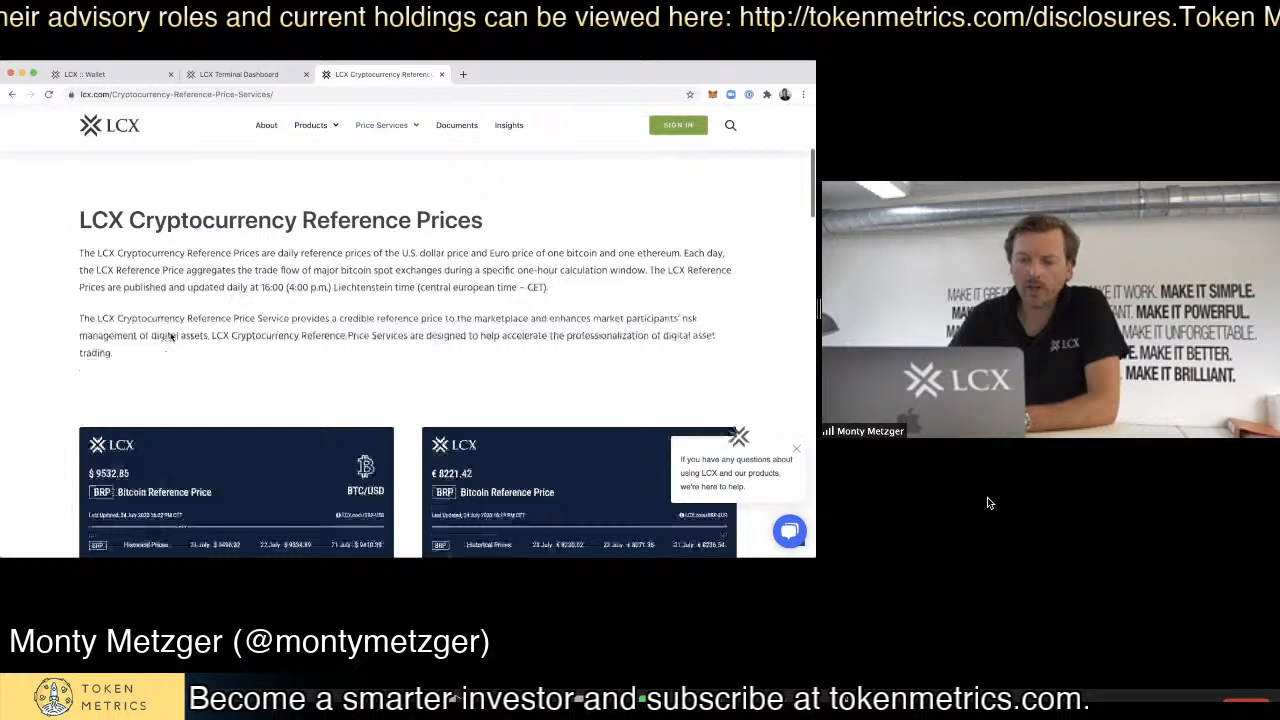 heir advisory roles and current holdings can be viewed here: http://tokenmetrics.com/disclosures.Token M
LCX :: Wallet
LCX Terminal Dashboard
LCX Cryptocurrency Referenc
lcx.com/Cryptocurrency-Reference-Price-Services/
LCX
About
Products
Price Services
Documents
Insights
SIGN IN
LCX Cryptocurrency Reference Prices
The LCX Cryptocurrency Reference Prices are daily reference prices of the U.S. dollar price and Euro price of one bitcoin and one ethereum. Each day,
the LCX Reference Price aggregates the trade flow of major bitcoin spot exchanges during a specific one-hour calculation window. The LCX Reference
Prices are published and updated daily at 16:00 (4:00 p.m.) Liechtenstein time (central european time – CET).
The LCX Cryptocurrency Reference Price Service provides a credible reference price to the marketplace and enhances market participants' risk
management of digital assets. LCX Cryptocurrency Reference Price Services are designed to help accelerate the professionalization of digital asset
trading.
LCX
$ 9532,85
BRP Bitcoin Reference Price
BTC/USD
BRP Historical Prices
LCX
€ 8221,42
BRP Bitcoin Reference Price
BRP Historical Prices
If you have any questions about
using LCX and our products,
we're here to help.
MAKE IT WORK. MAKE IT SIMPLE.
MAKE IT POWERFUL.
MAKE IT UNFORGETTABLE.
MAKE IT BETTER.
MAKE IT BRILLIANT.
LCX
LCX
Monty Metzger
Monty Metzger (@montymetzger)
TOKEN
METRICS
Become a smarter investor and subscribe at tokenmetrics.com.